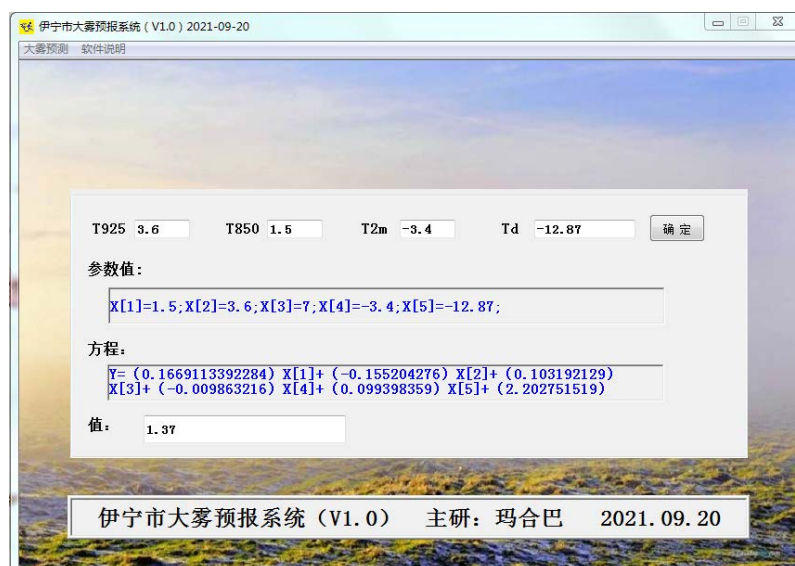 伊宁市大雾预报系统（V1.0）2021-09-20
大雾预测 软件说明
T925 3.6 T850 1.5 T2m -3.4 Td -12.87 确定
参数值：
X[1]=1.5;X[2]=3.6;X[3]=7;X[4]=-3.4;X[5]=-12.87;
方程：
Y= (0.1669113392284) X[1]+ (-0.155204276) X[2]+ (0.103192129)
X[3]+ (-0.009863216) X[4]+ (0.099398359) X[5]+ (2.202751519)
值：
1.37
伊宁市大雾预报系统（V1.0） 主研：玛合巴 2021.09.20